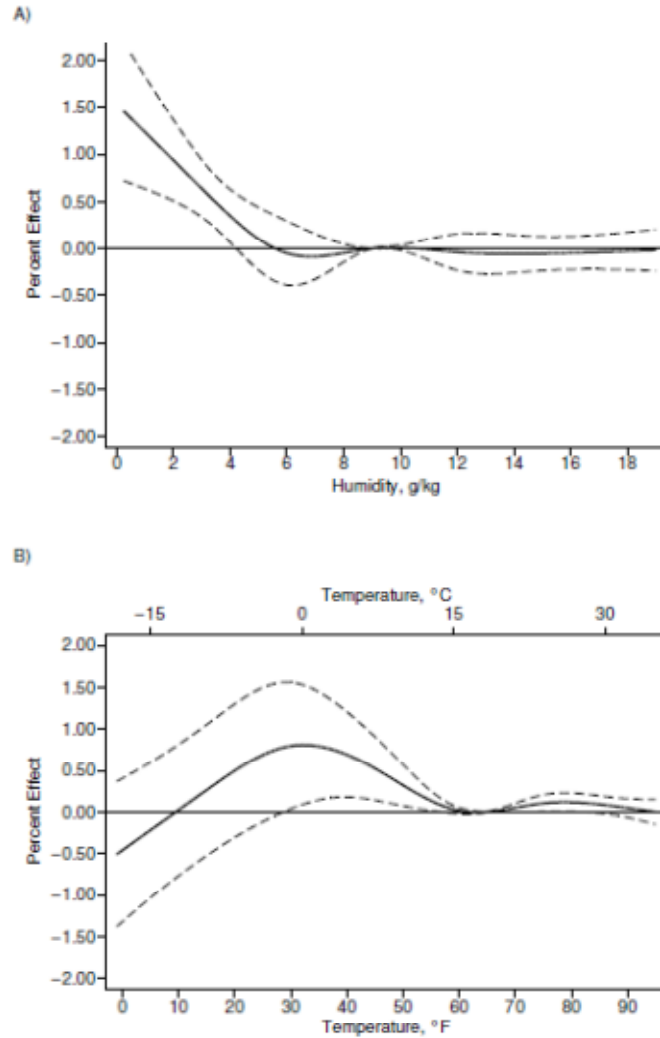 A)
2.00
1.50
1.00
0.50
0.00
−0.50
−1.00
−1.50
−2.00
Percent Effect
0 2 4 6 8 10 12 14 16 18
Humidity, g/kg
B)
Temperature, °C
−15 0 15 30
2.00
1.50
1.00
0.50
0.00
−0.50
−1.00
−1.50
−2.00
Percent Effect
0 10 20 30 40 50 60 70 80 90
Temperature, °F